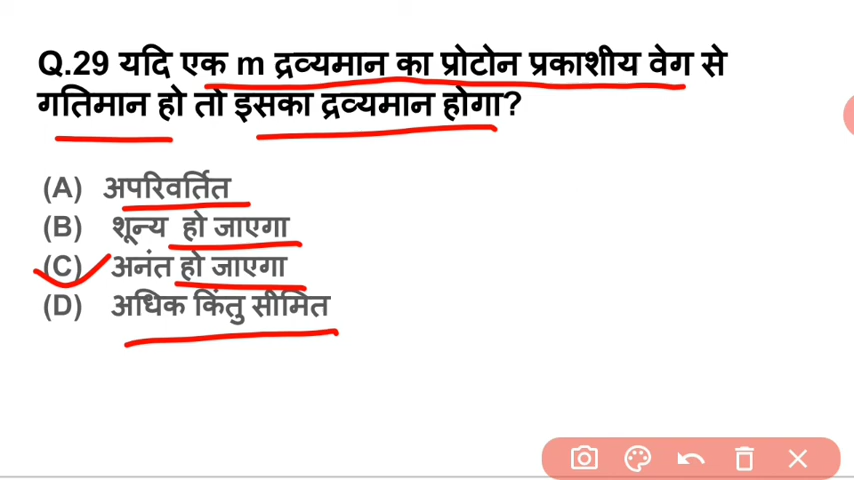 Q.29 यदि एक m द्रव्यमान का प्रोटोन प्रकाशीय वेग से
गतिमान हो तो इसका द्रव्यमान होगा?
(A) अपरिवर्तित
(B) शून्य हो जाएगा
(C) अनंत हो जाएगा
(D) अधिक किंतु सीमित